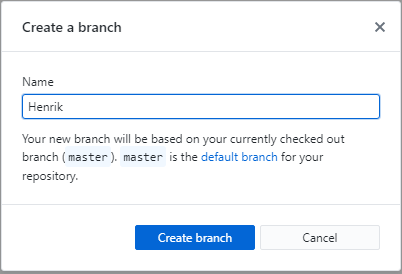 Create a branch
Name
Henrik
Your new branch will be based on your currently checked out
branch (master). master is the default branch for your
repository.
Create branch
Cancel